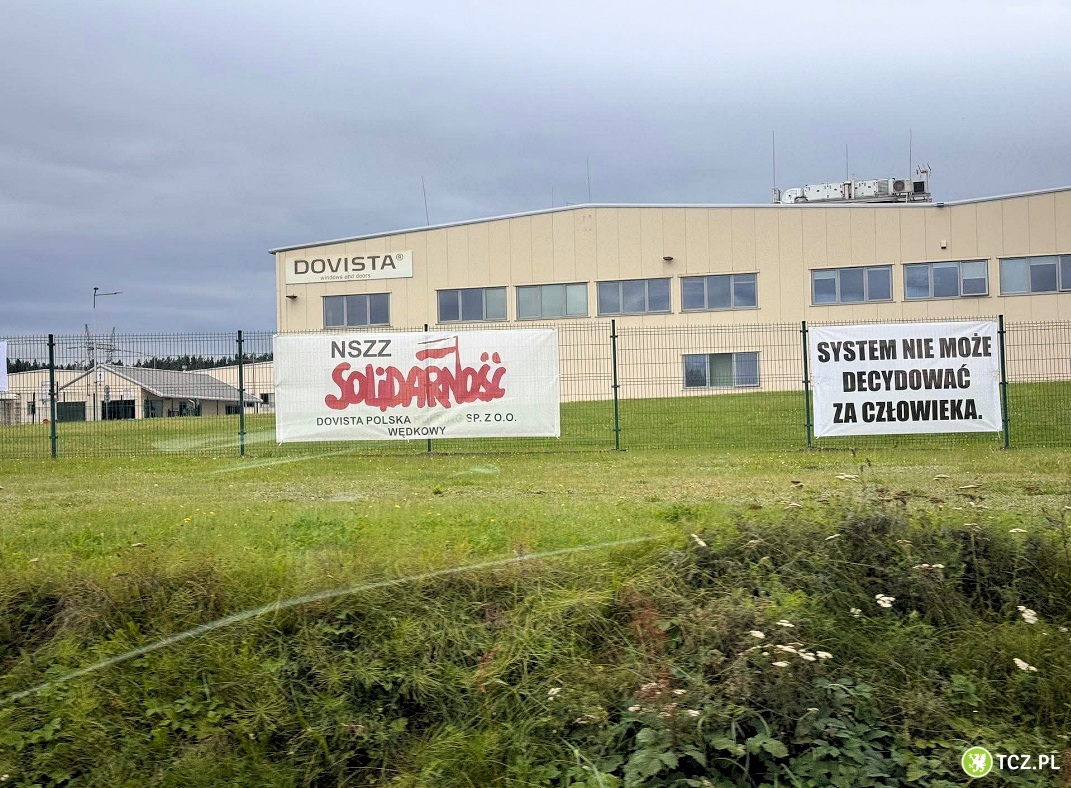 DOVISTA®
windows and doors
NSZZ
SOLIDARNOŚĆ
DOVISTA POLSKA SP. Z O.O.
WĘDKOWY
SYSTEM NIE MOŻE
DECYDOWAĆ
ZA CZŁOWIEKA.
TCZ.PL